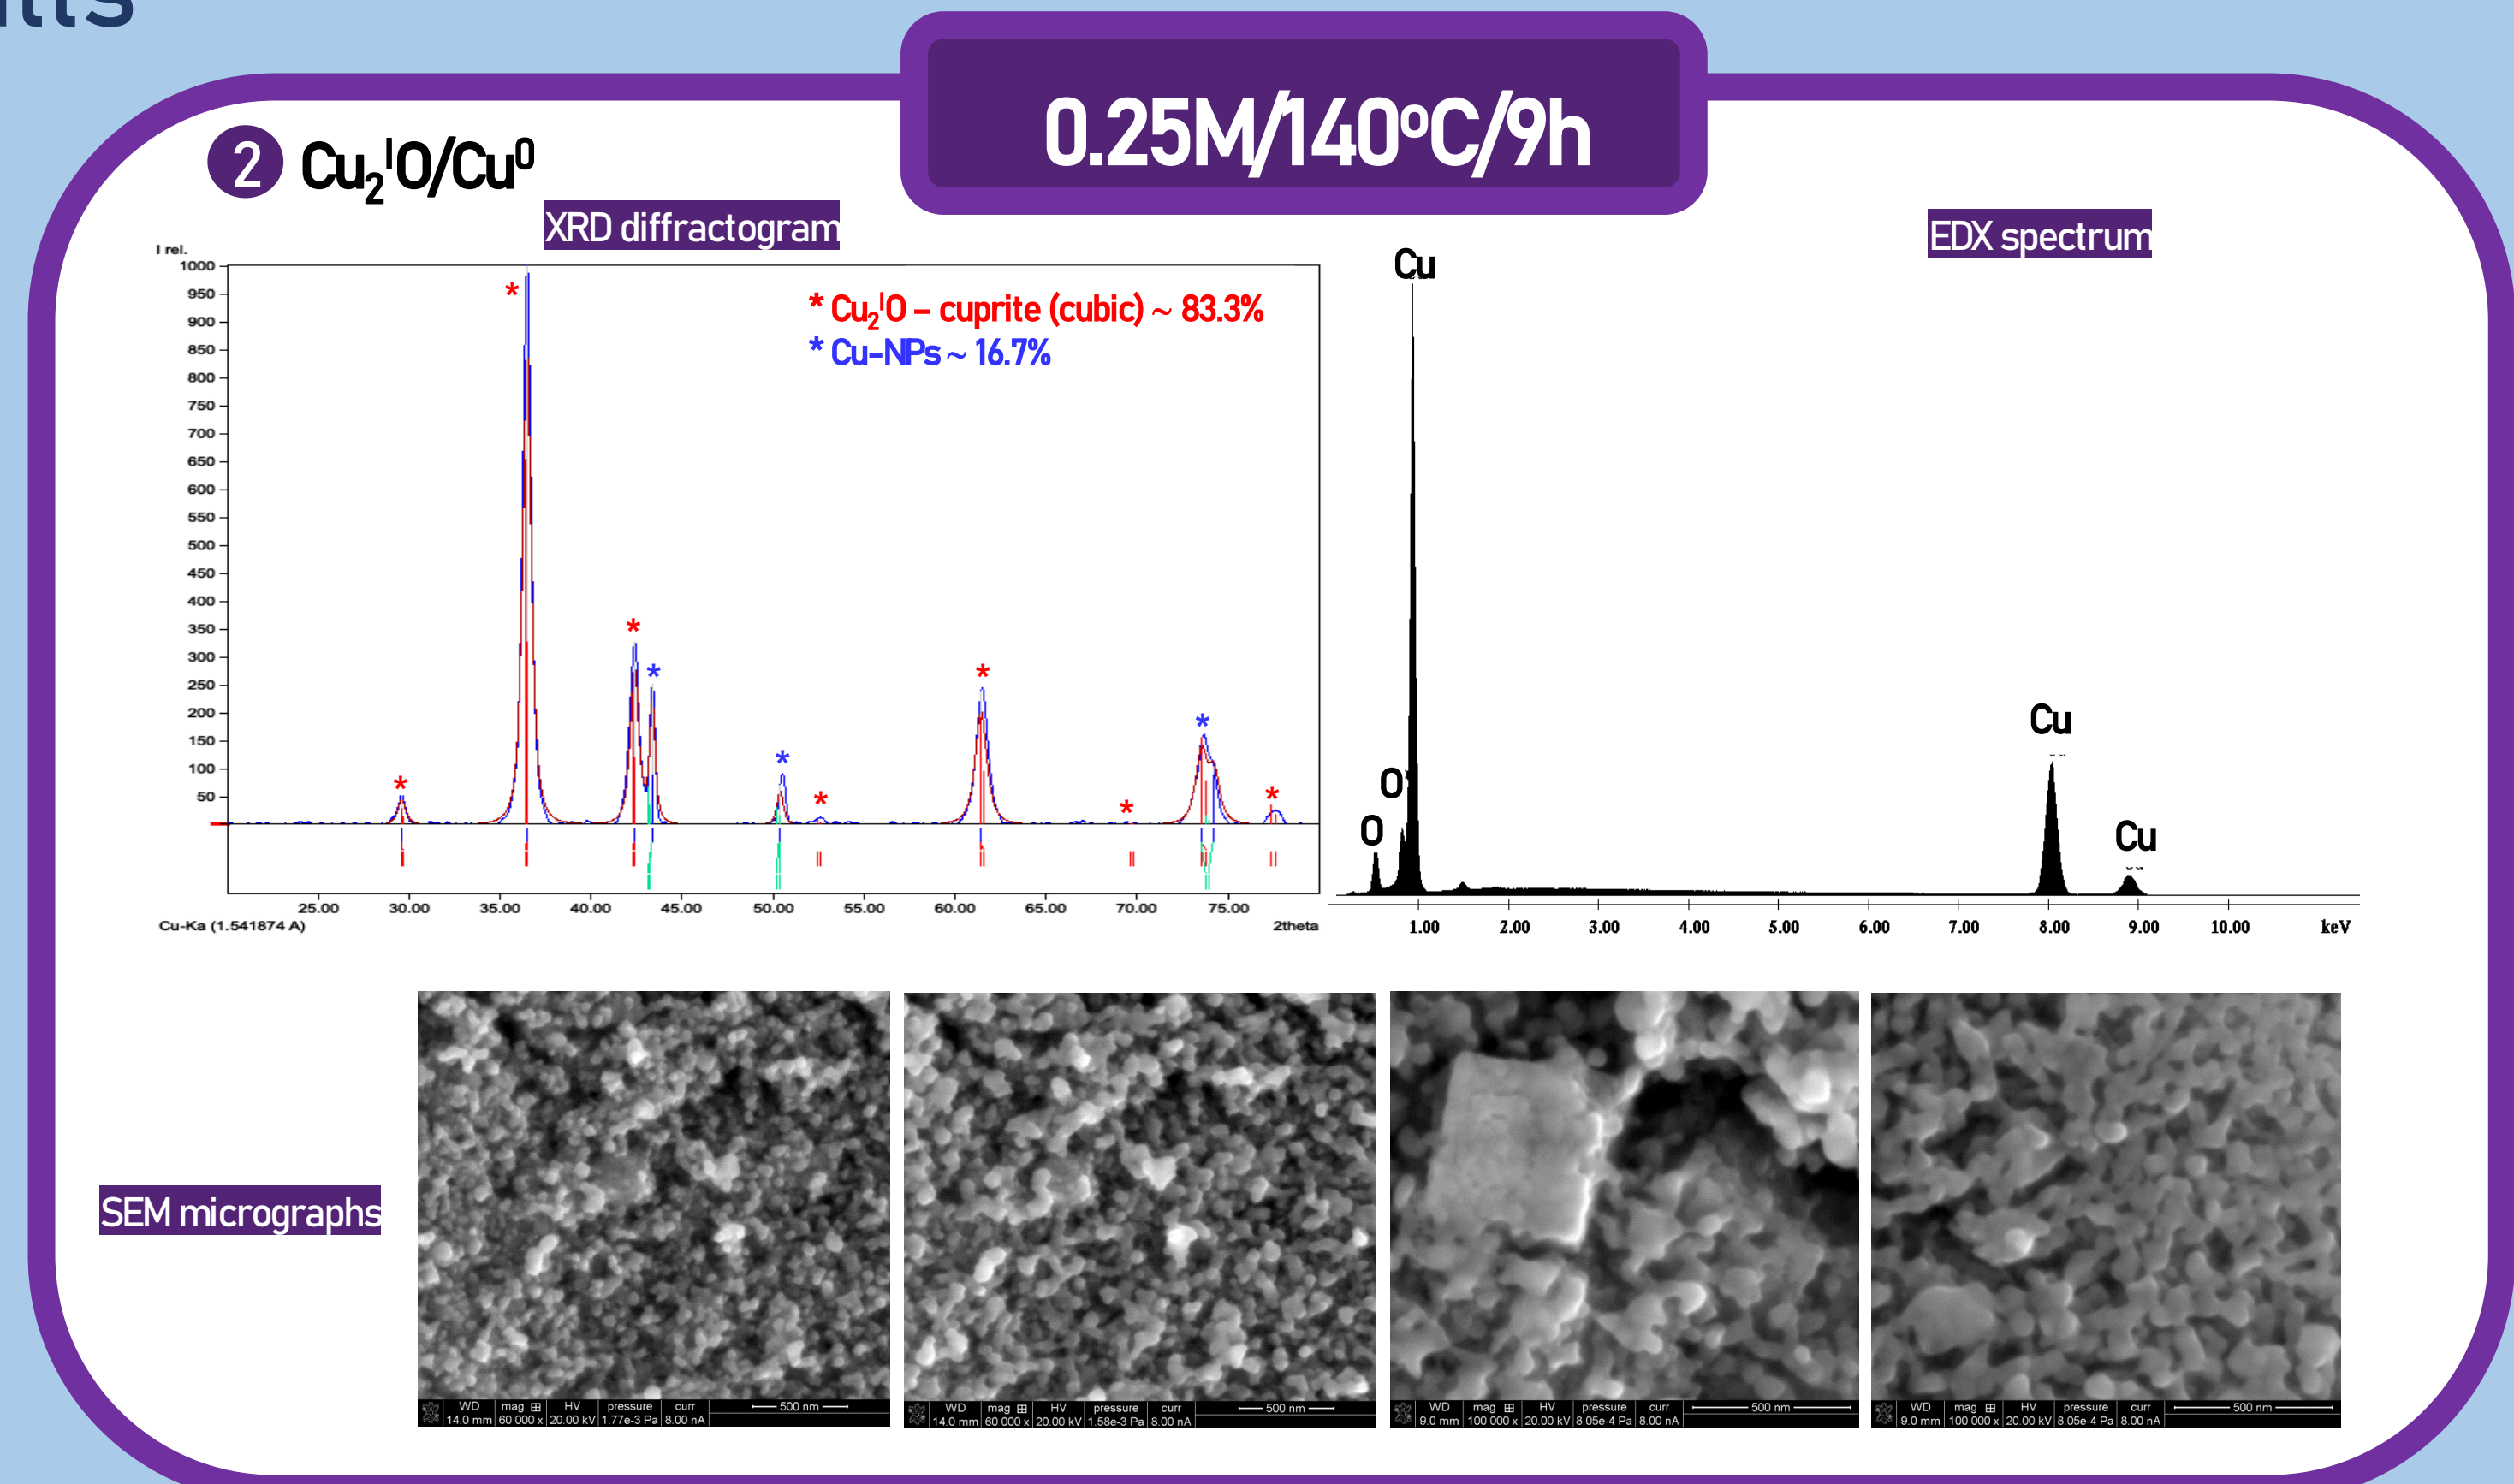 0.25M/140ºC/9h
2 Cu₂ᴵO/Cu⁰
XRD diffractogram
EDX spectrum
I rel.
1000
950
900
850
800
750
700
650
600
550
500
450
400
350
300
250
200
150
100
50
* Cu₂ᴵO – cuprite (cubic) ~ 83.3%
* Cu-NPs ~ 16.7%
*
*
*
*
*
*
*
*
*
*
25.00 30.00 35.00 40.00 45.00 50.00 55.00 60.00 65.00 70.00 75.00
Cu-Ka (1.541874 A) 2theta
Cu
O
O
Cu
Cu
1.00 2.00 3.00 4.00 5.00 6.00 7.00 8.00 9.00 10.00 keV
SEM micrographs
WD mag ⊞ HV pressure curr 500 nm
14.0 mm 60 000 x 20.00 kV 1.77e-3 Pa 8.00 nA
WD mag ⊞ HV pressure curr 500 nm
14.0 mm 60 000 x 20.00 kV 1.58e-3 Pa 8.00 nA
WD mag ⊞ HV pressure curr 500 nm
9.0 mm 100 000 x 20.00 kV 8.05e-4 Pa 8.00 nA
WD mag ⊞ HV pressure curr 500 nm
9.0 mm 100 000 x 20.00 kV 8.05e-4 Pa 8.00 nA